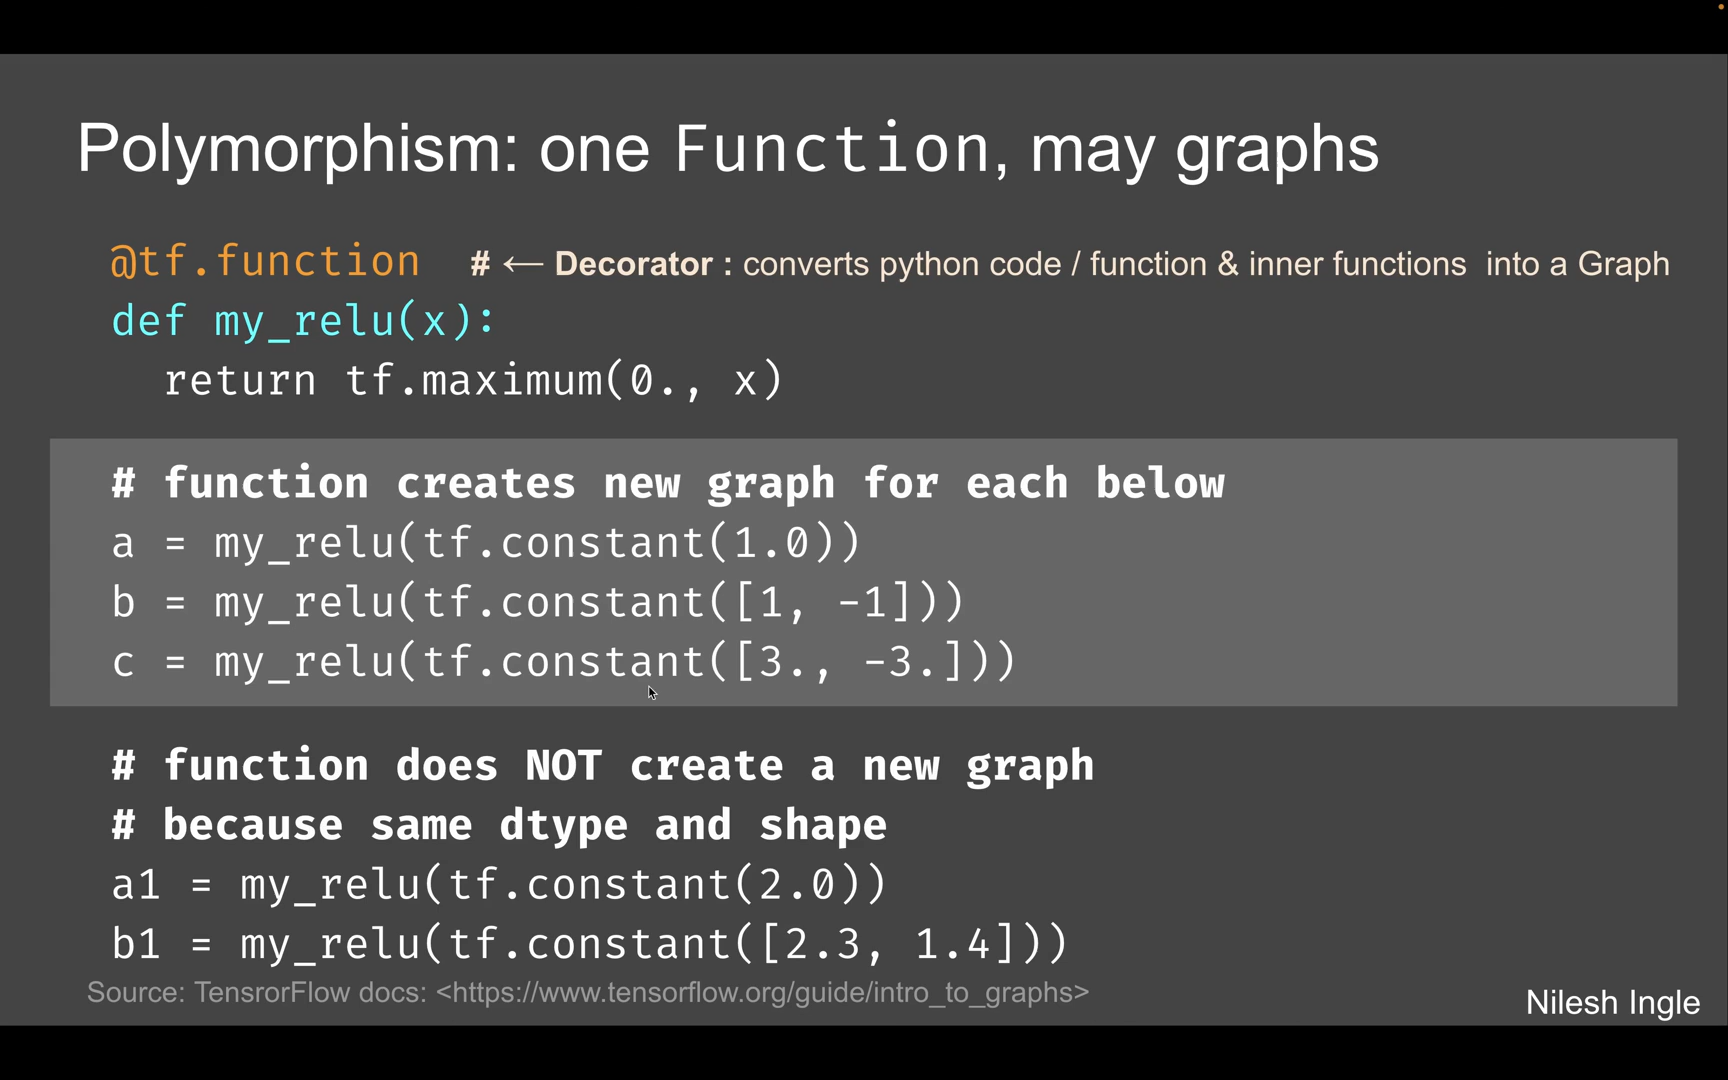 Polymorphism: one Function, may graphs
@tf.function # ← Decorator : converts python code / function & inner functions into a Graph
def my_relu(x):
  return tf.maximum(0., x)
# function creates new graph for each below
a = my_relu(tf.constant(1.0))
b = my_relu(tf.constant([1, -1]))
c = my_relu(tf.constant([3., -3.]))
# function does NOT create a new graph
# because same dtype and shape
a1 = my_relu(tf.constant(2.0))
b1 = my_relu(tf.constant([2.3, 1.4]))
Source: TensrorFlow docs: <https://www.tensorflow.org/guide/intro_to_graphs>
Nilesh Ingle